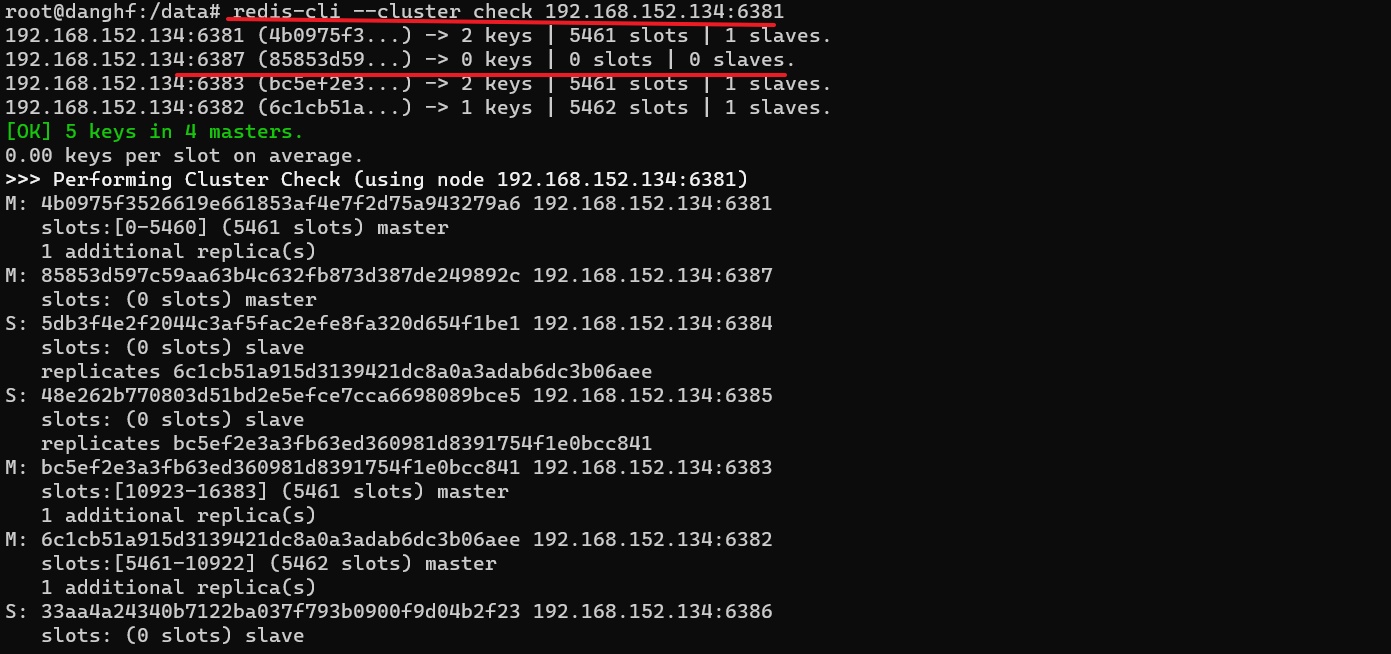 root@danghf:/data# redis-cli --cluster check 192.168.152.134:6381
192.168.152.134:6381 (4b0975f3...) -> 2 keys | 5461 slots | 1 slaves.
192.168.152.134:6387 (85853d59...) -> 0 keys | 0 slots | 0 slaves.
192.168.152.134:6383 (bc5ef2e3...) -> 2 keys | 5461 slots | 1 slaves.
192.168.152.134:6382 (6c1cb51a...) -> 1 keys | 5462 slots | 1 slaves.
[OK] 5 keys in 4 masters.
0.00 keys per slot on average.
>>> Performing Cluster Check (using node 192.168.152.134:6381)
M: 4b0975f3526619e661853af4e7f2d75a943279a6 192.168.152.134:6381
   slots:[0-5460] (5461 slots) master
   1 additional replica(s)
M: 85853d597c59aa63b4c632fb873d387de249892c 192.168.152.134:6387
   slots: (0 slots) master
S: 5db3f4e2f2044c3af5fac2efe8fa320d654f1be1 192.168.152.134:6384
   slots: (0 slots) slave
   replicates 6c1cb51a915d3139421dc8a0a3adab6dc3b06aee
S: 48e262b770803d51bd2e5efce7cca6698089bce5 192.168.152.134:6385
   slots: (0 slots) slave
   replicates bc5ef2e3a3fb63ed360981d8391754f1e0bcc841
M: bc5ef2e3a3fb63ed360981d8391754f1e0bcc841 192.168.152.134:6383
   slots:[10923-16383] (5461 slots) master
   1 additional replica(s)
M: 6c1cb51a915d3139421dc8a0a3adab6dc3b06aee 192.168.152.134:6382
   slots:[5461-10922] (5462 slots) master
   1 additional replica(s)
S: 33aa4a24340b7122ba037f793b0900f9d04b2f23 192.168.152.134:6386
   slots: (0 slots) slave